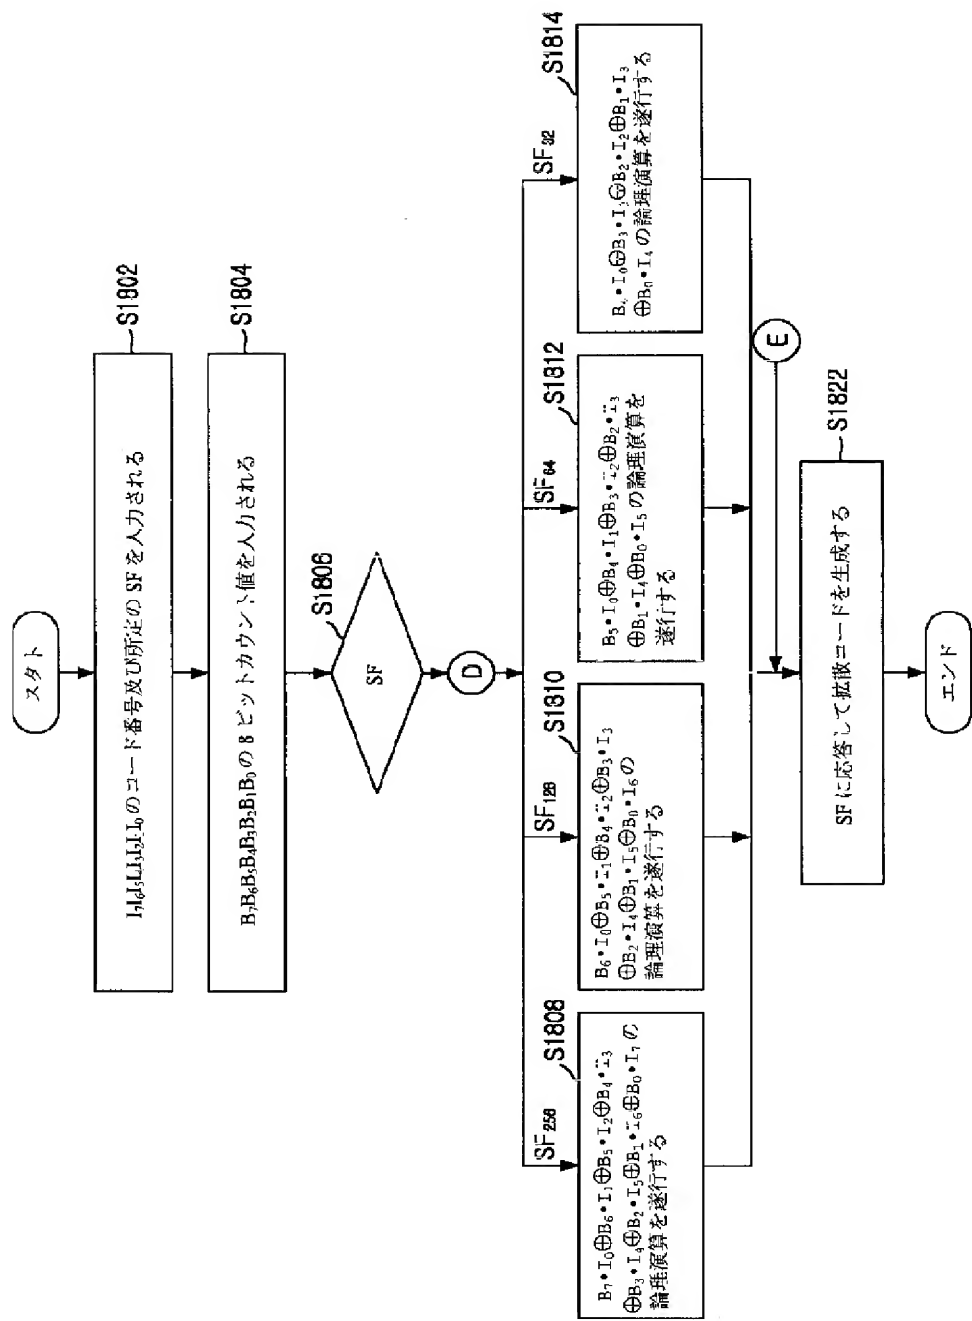 スタト
S1802
I₇I₆I₅I₄I₃I₂I₁I₀のコード番号及び所定のSFを入力される
S1804
B₇B₆B₅B₄B₃B₂B₁B₀の8ビットカウント値を入力される
S1806
SF
D
SF₂₅₆
S1808
B₇•I₀⊕B₆•I₁⊕B₅•I₂⊕B₄•I₃
⊕B₃•I₄⊕B₂•I₅⊕B₁•I₆⊕B₀•I₇の
論理演算を遂行する
SF₁₂₈
S1810
B₆•I₀⊕B₅•I₁⊕B₄•I₂⊕B₃•I₃
⊕B₂•I₄⊕B₁•I₅⊕B₀•I₆の
論理演算を遂行する
SF₆₄
S1812
B₅•I₀⊕B₄•I₁⊕B₃•I₂⊕B₂•I₃
⊕B₁•I₄⊕B₀•I₅の論理演算を
遂行する
SF₃₂
S1814
B₄•I₀⊕B₃•I₁⊕B₂•I₂⊕B₁•I₃
⊕B₀•I₄の論理演算を遂行する
E
S1822
SFに応答して拡散コードを生成する
エンド